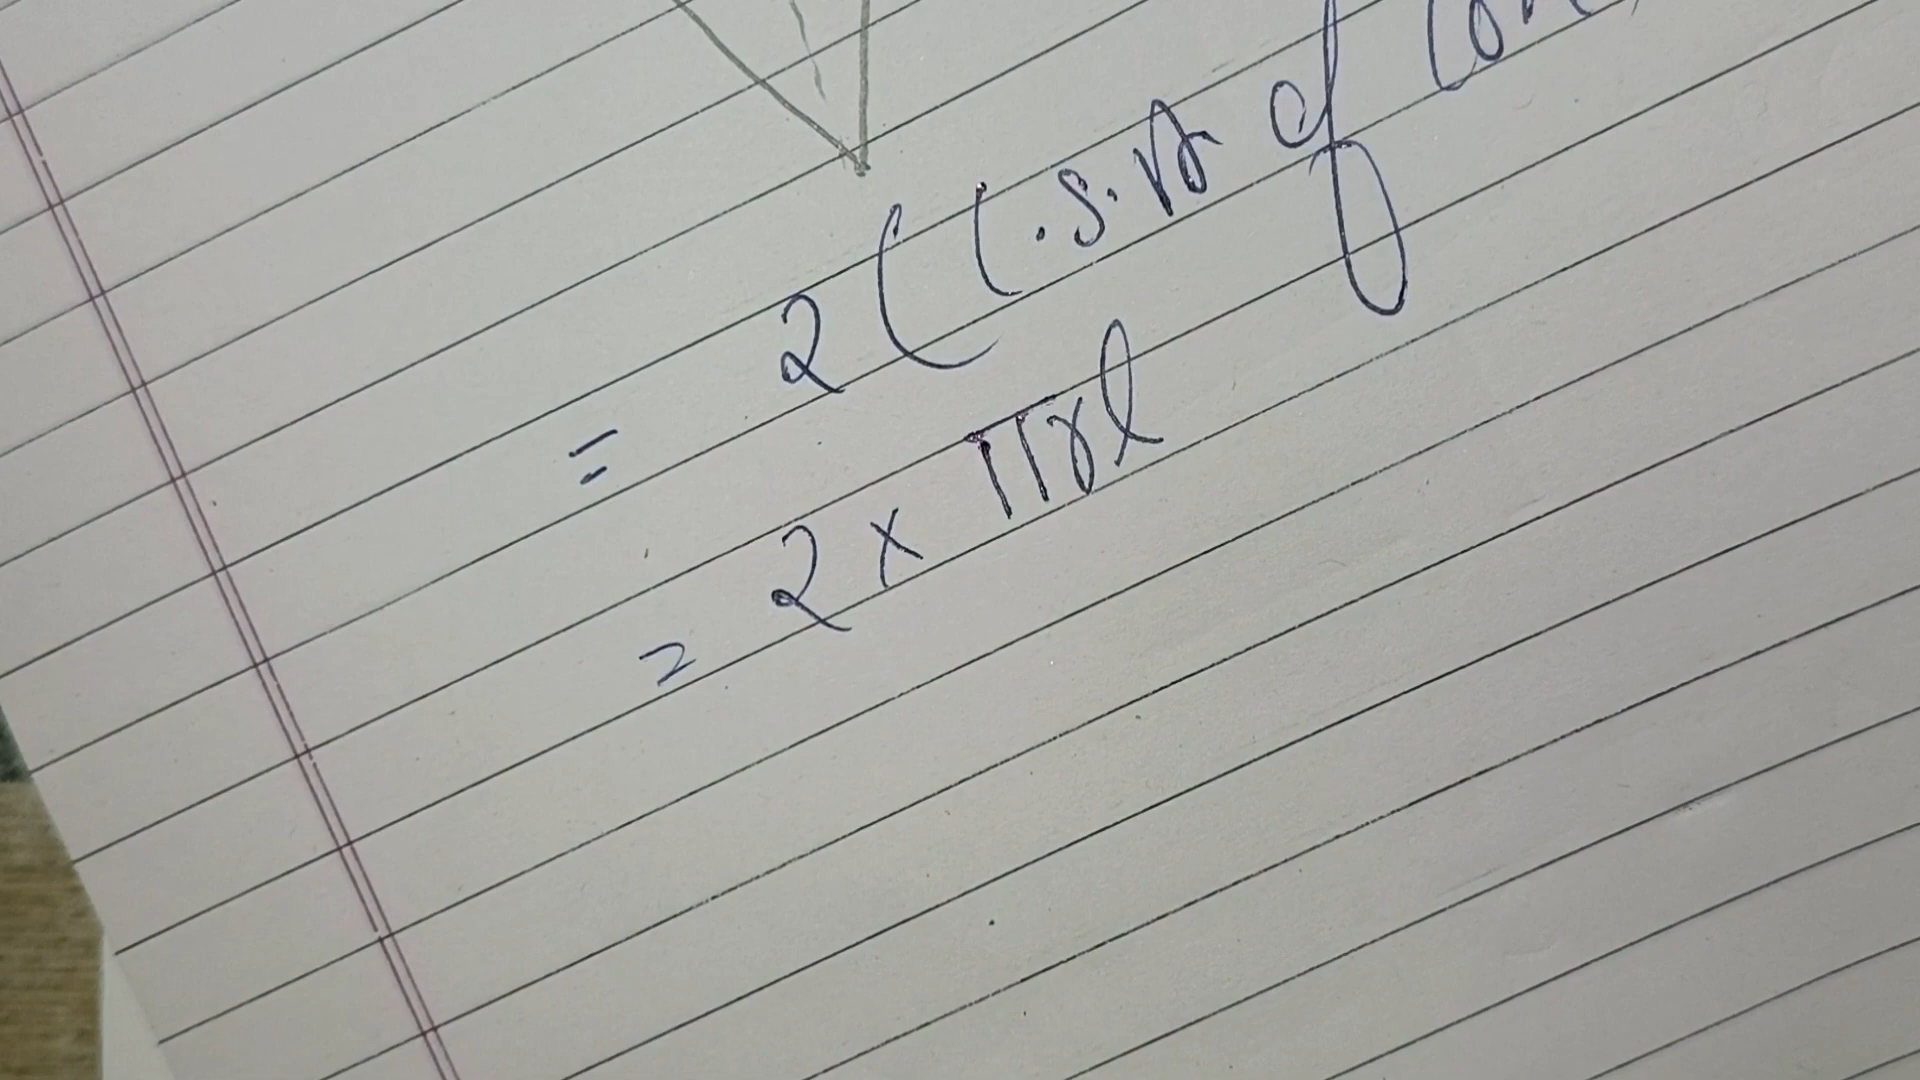 = 2 (C.S.A of
= 2 × πrl